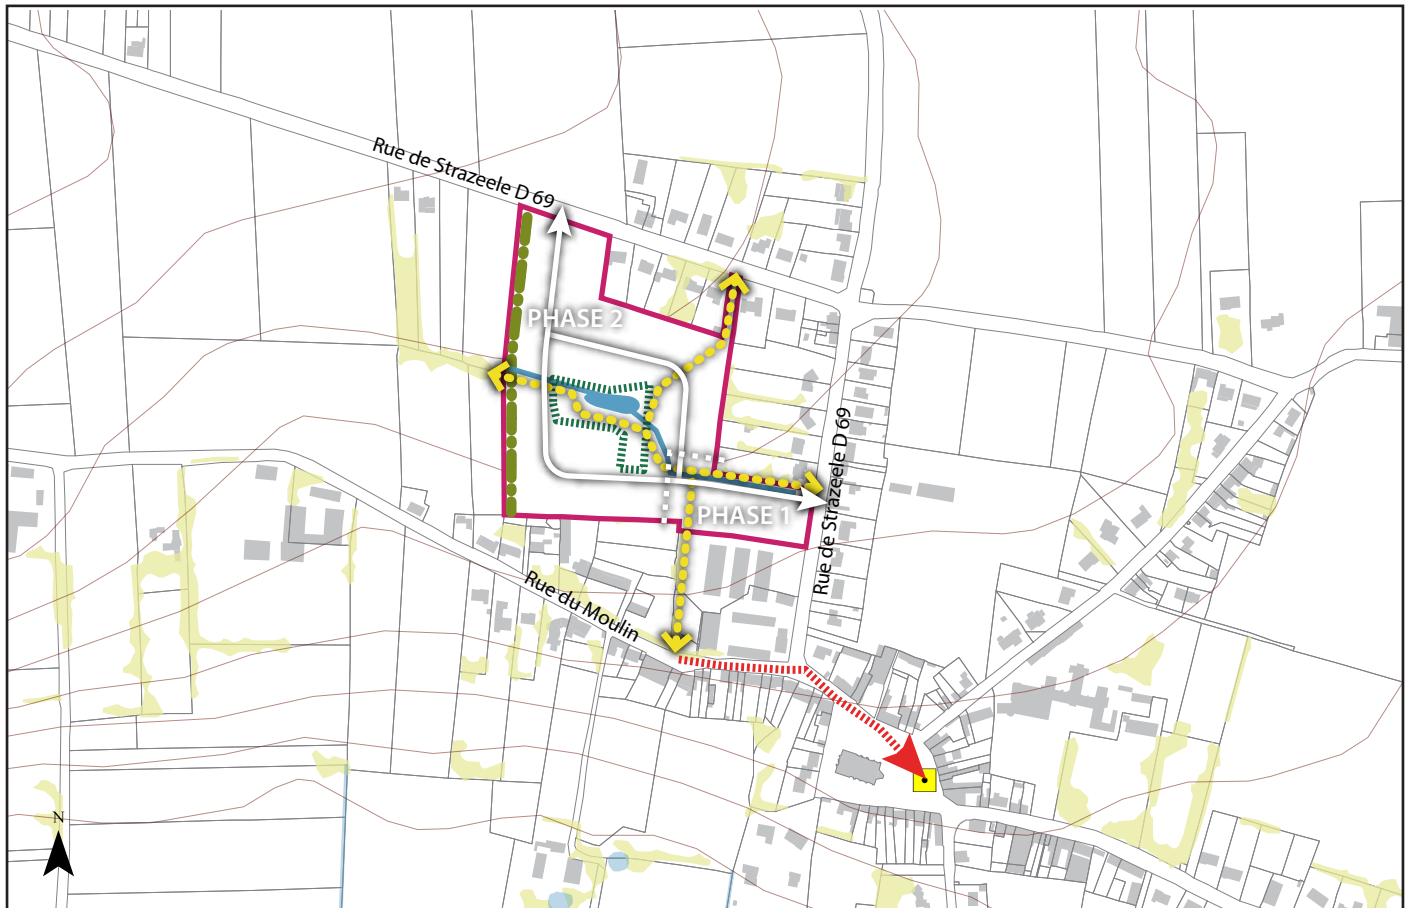 Rue de Strazeele D 69
PHASE 2
Rue de Strazeele D 69
PHASE 1
Rue du Moulin
N